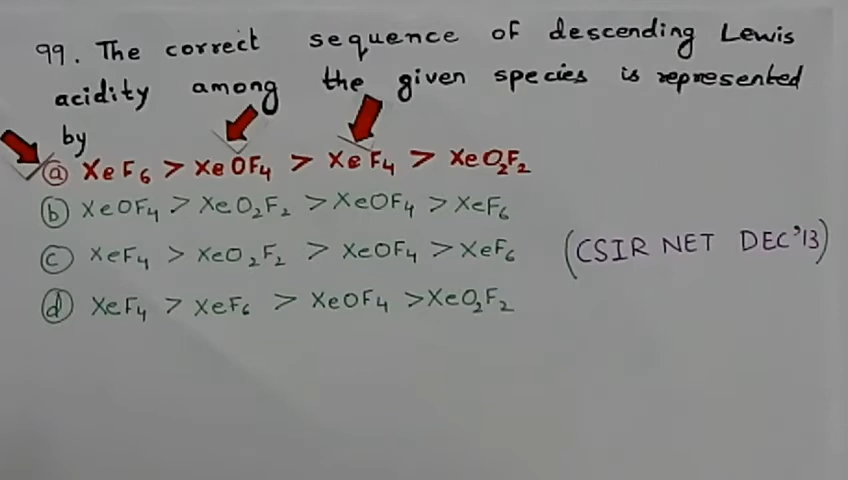 99. The correct sequence of descending Lewis
acidity among the given species is represented
by
(a) XeF₆ > XeOF₄ > XeF₄ > XeO₂F₂
(b) XeOF₄ > XeO₂F₂ > XeOF₄ > XeF₆
(c) XeF₄ > XeO₂F₂ > XeOF₄ > XeF₆
(CSIR NET DEC'13)
(d) XeF₄ > XeF₆ > XeOF₄ > XeO₂F₂